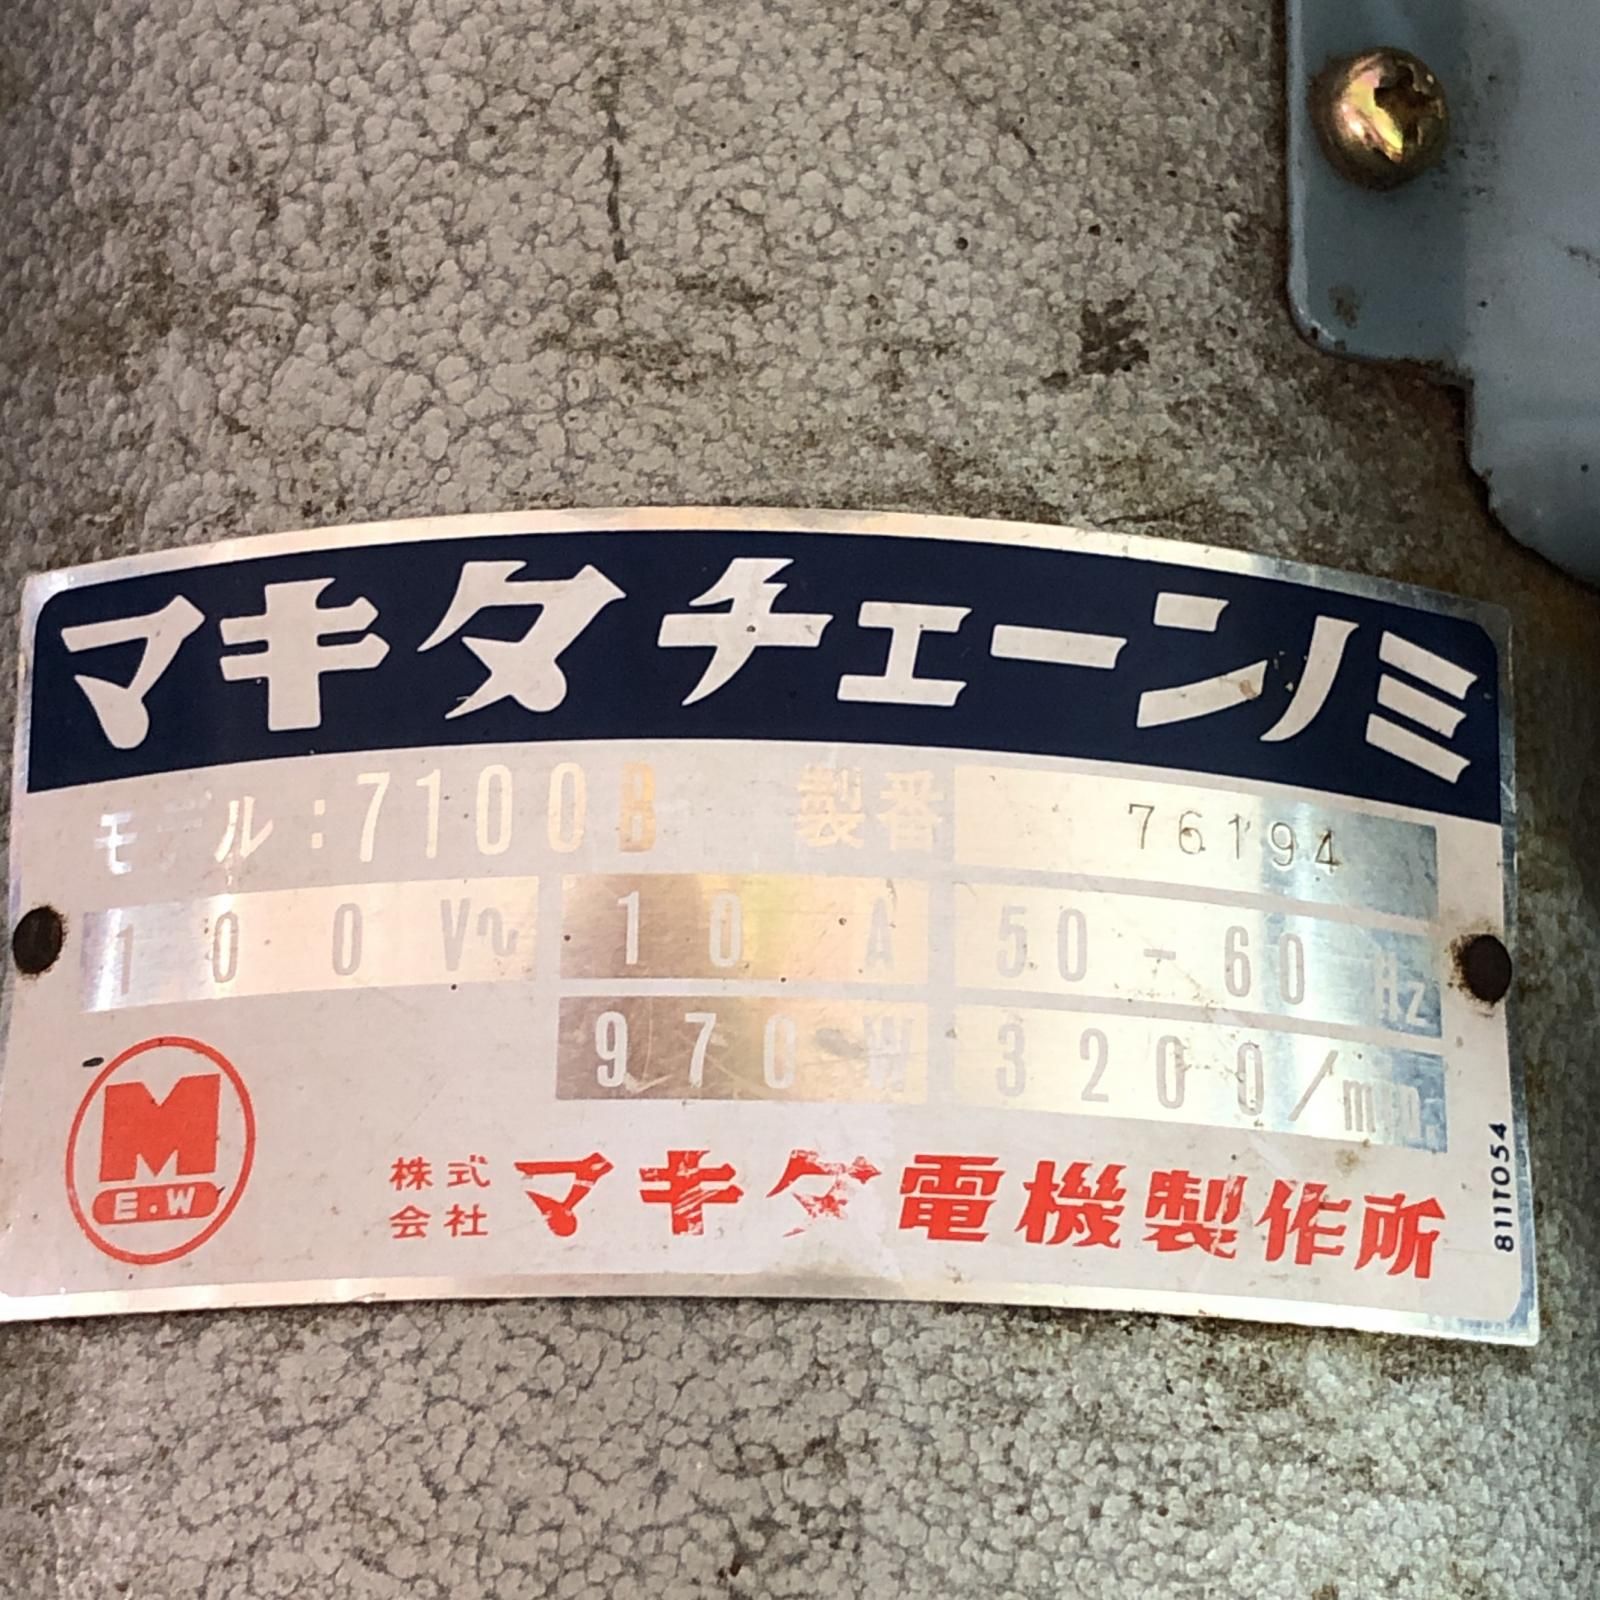 マキタチェーンノミ
モデル:7100B 製番 76194
100V~ 10A 50-60Hz
970W 3200/min.
M
E・W
株式会社 マキタ電機製作所
811T054